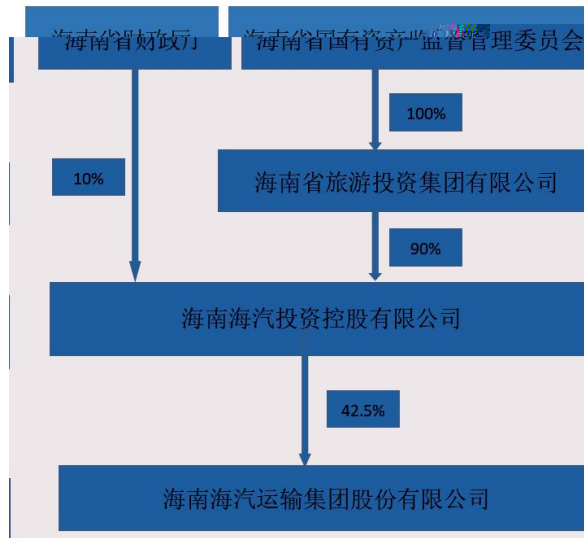 海南省财政厅
海南省国有资产监督管理委员会
100%
海南省旅游投资集团有限公司
10%
90%
海南海汽投资控股有限公司
42.5%
海南海汽运输集团股份有限公司